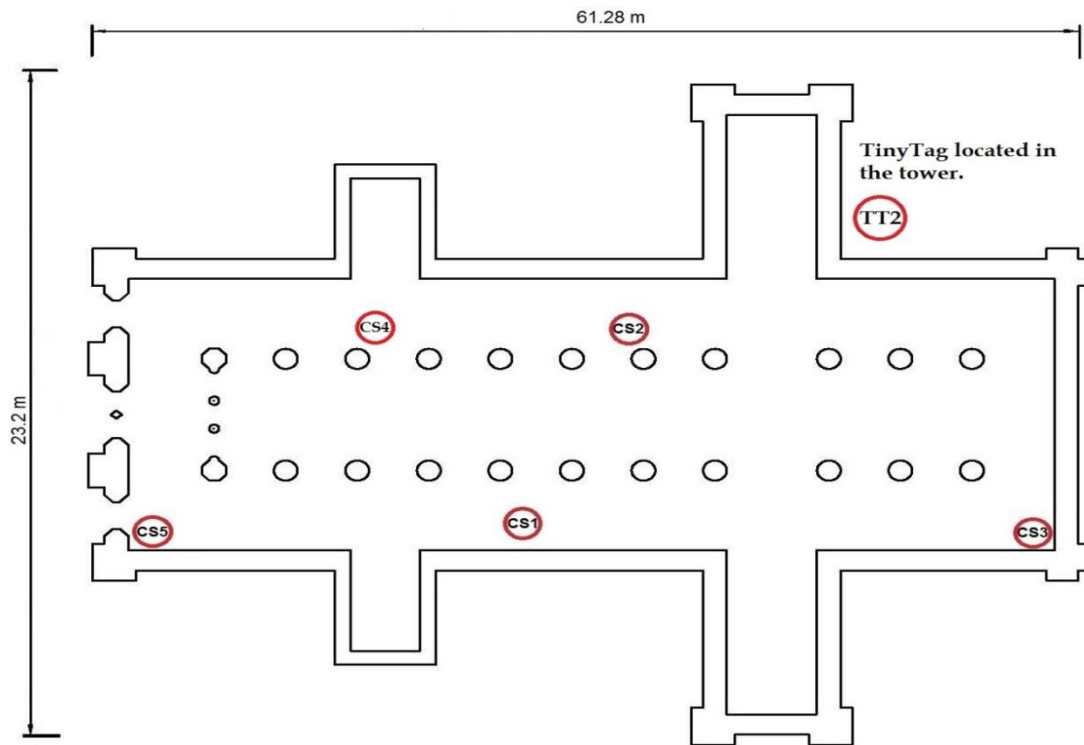 61.28 m
23.2 m
TinyTag located in
the tower.
TT2
CS4
CS2
CS1
CS5
CS3